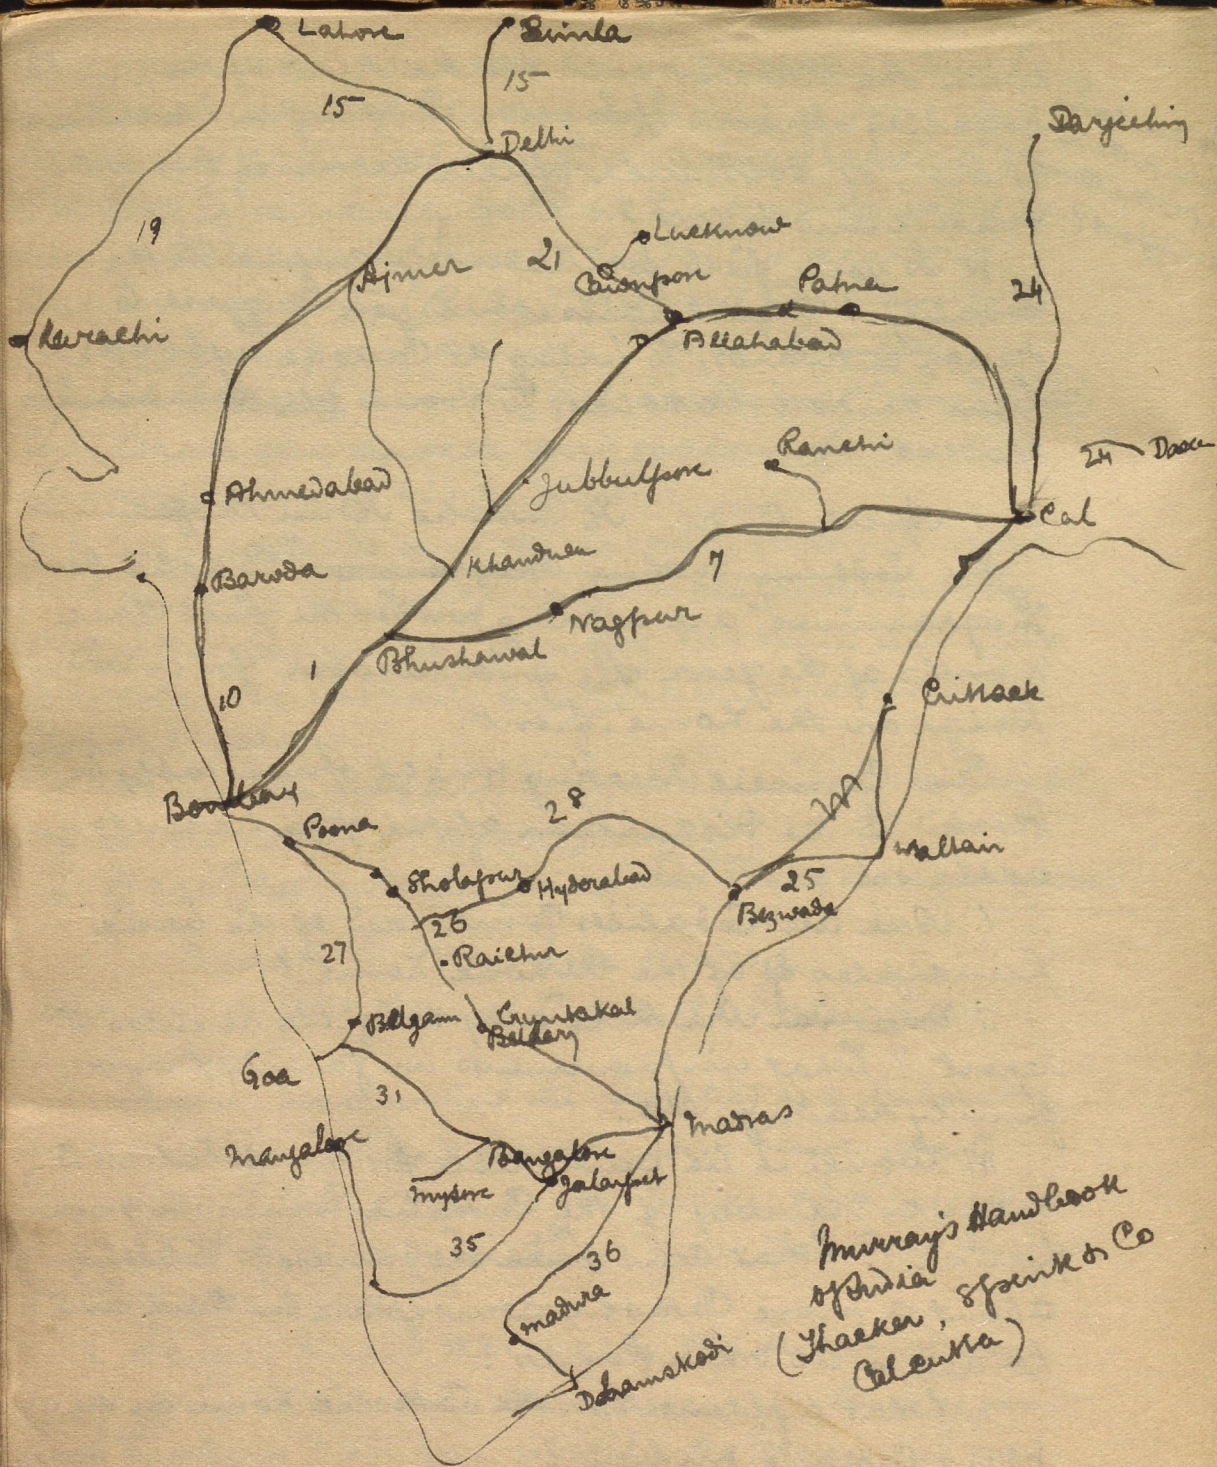 Lahore
Simla
15
15
Delhi
Darjeeling
19
Lucknow
21
Cawnpore
Ajmer
Patna
24
Karachi
Allahabad
Ranchi
24 Dacca
Jubbulpore
Ahmedabad
Cal
Khandwa
Baroda
7
Nagpur
Bhushawal
1
10
Cuttack
Bombay
28
Poona
Waltair
Sholapur
Hyderabad
25
Bezwada
26
27
Raichur
Belgaum
Guntakal
Bellary
Goa
31
Madras
Mangalore
Bangalore
Mysore
Jalarpet
35
36
Madura
Dhanuskodi
Murray's Handbook
of India
(Thacker, Spink & Co
Calcutta)